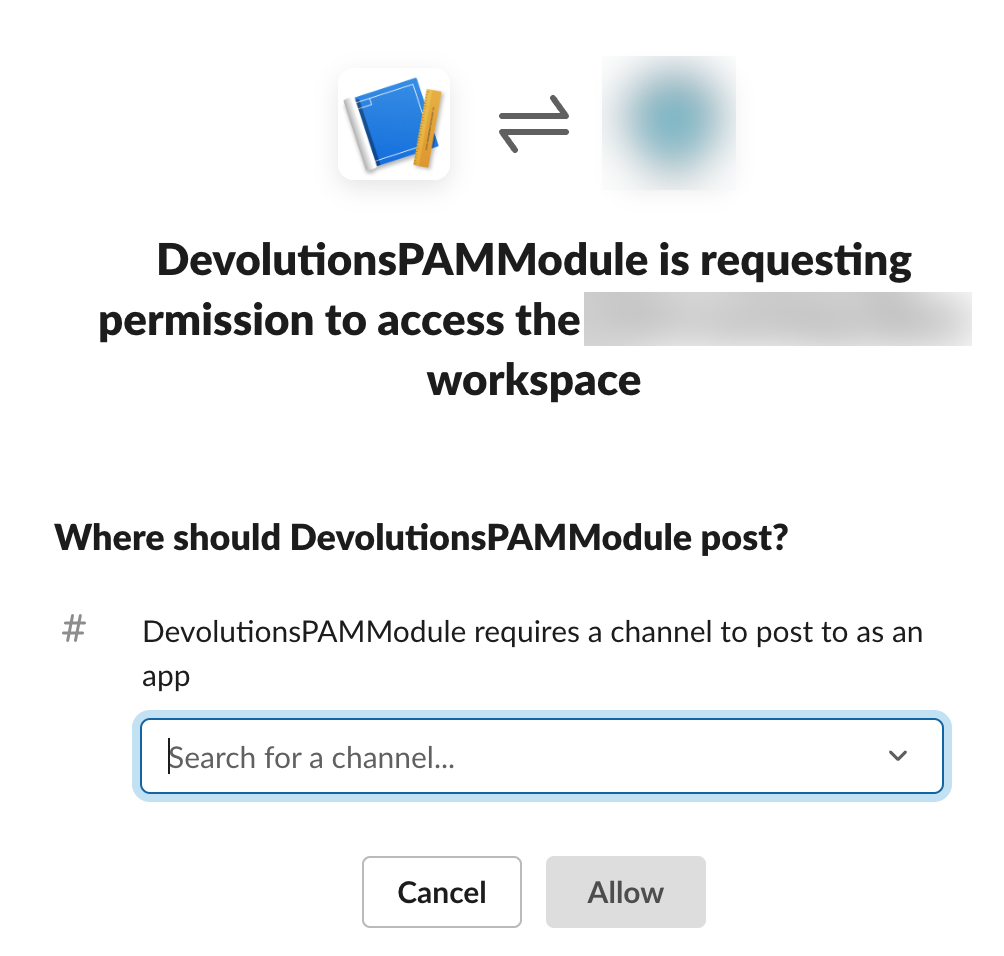 DevolutionsPAMModule is requesting
permission to access the
workspace
Where should DevolutionsPAMModule post?
# DevolutionsPAMModule requires a channel to post to as an
app
Search for a channel...
Cancel Allow